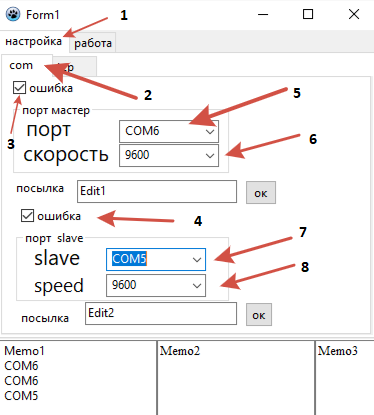 Form1
1
настройка работа
com
2
ошибка
5
3
порт мастер
порт COM6
6
скорость 9600
посылка Edit1 ок
ошибка
4
порт slave
7
slave COM5
8
speed 9600
посылка Edit2 ок
Memo1 Memo2 Memo3
COM6
COM6
COM5